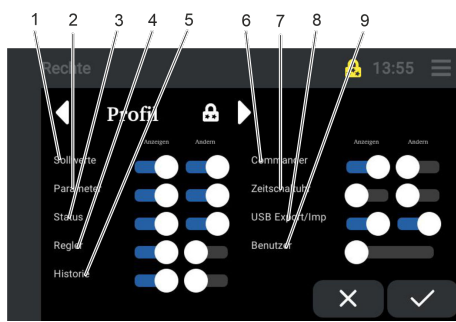 1 2 3 4 5 6 7 8 9
Rechte 13:55
Profil
Anzeigen Ändern Anzeigen Ändern
Sollwerte Commander
Parameter Zeitschaltuhr
Status USB Export/Imp
Regler Benutzer
Historie